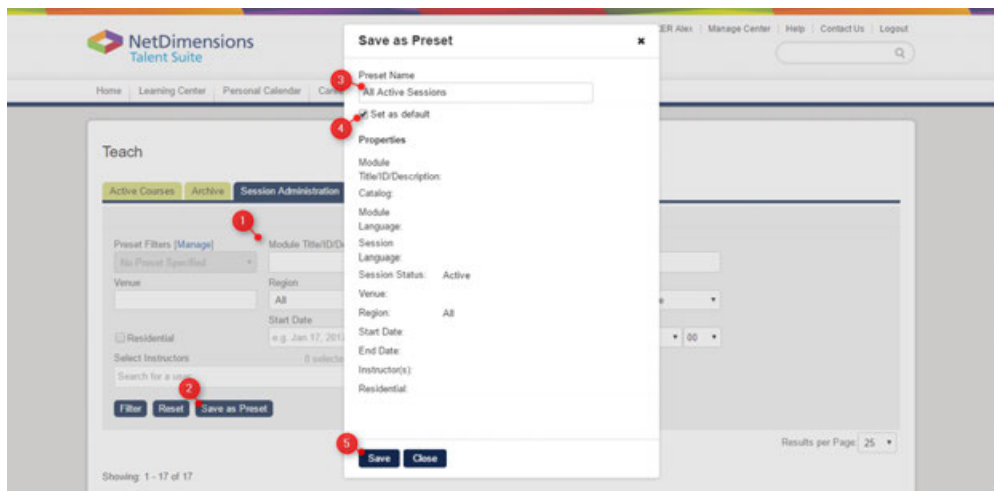 NetDimensions
Talent Suite
ER Alex | Manage Center | Help | Contact Us | Logout
Home | Learning Center | Personal Calendar
Teach
Active Courses
Archive
Session Administration
1
Preset Filters [Manage]
Module Title/ID/D
No Preset Specified
Venue
Region
All
Start Date
Residential
e.g. Jan 17, 201
00
Select Instructors
0 selecte
Search for a user
2
Filter
Reset
Save as Preset
Results per Page 25
Showing: 1 - 17 of 17
Save as Preset
Preset Name
3
All Active Sessions
4
Set as default
Properties
Module
Title/ID/Description:
Catalog:
Module
Language:
Session
Language:
Session Status: Active
Venue:
Region: All
Start Date:
End Date:
Instructor(s):
Residential:
5
Save
Close